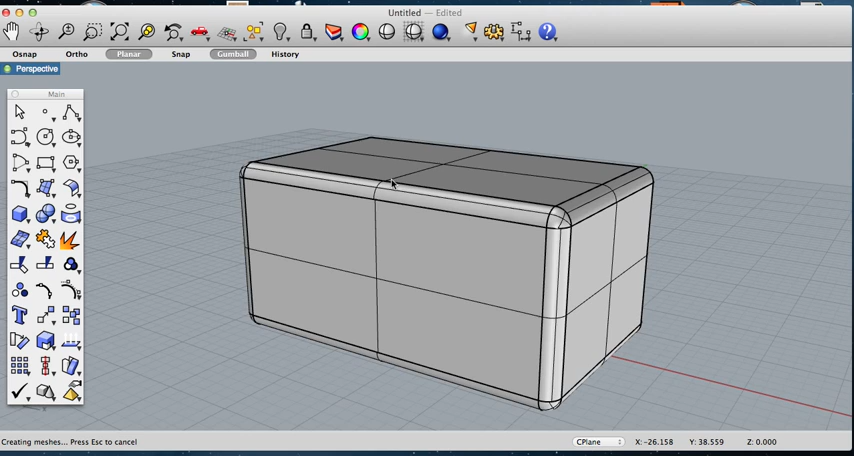 Untitled — Edited
Osnap Ortho Planar Snap Gumball History
Perspective
Main
Creating meshes... Press Esc to cancel
CPlane X: -26.158 Y: 38.559 Z: 0.000